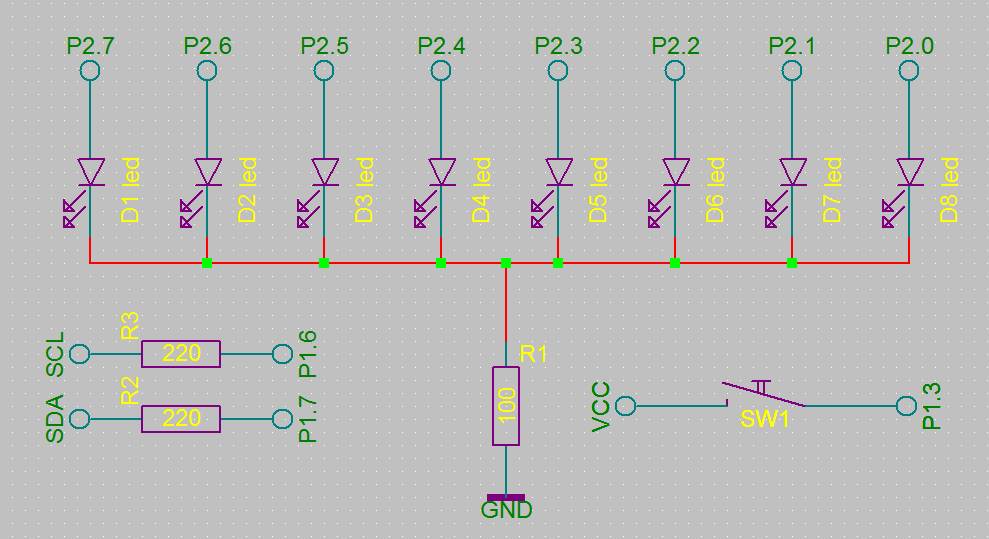 P2.7 P2.6 P2.5 P2.4 P2.3 P2.2 P2.1 P2.0
D1 led
D2 led
D3 led
D4 led
D5 led
D6 led
D7 led
D8 led
SCL
R3
220
P1.6
SDA
R2
220
P1.7
R1
100
GND
VCC
SW1
P1.3